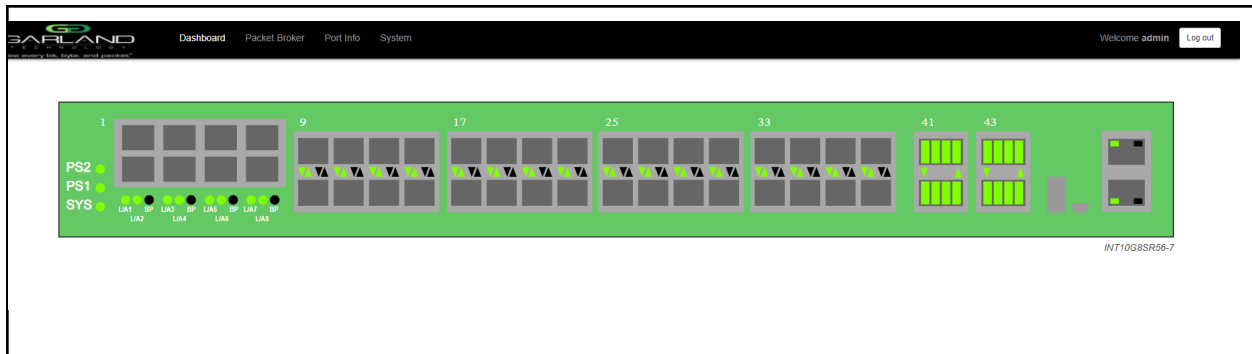 GARLAND
TECHNOLOGY
See every bit, byte, and packet®
Dashboard Packet Broker Port Info System
Welcome admin Log out
1 9 17 25 33 41 43
PS2
PS1
SYS
L/A1 BP L/A3 BP L/A5 BP L/A7 BP
L/A2 L/A4 L/A6 L/A8
INT10G8SR56-7